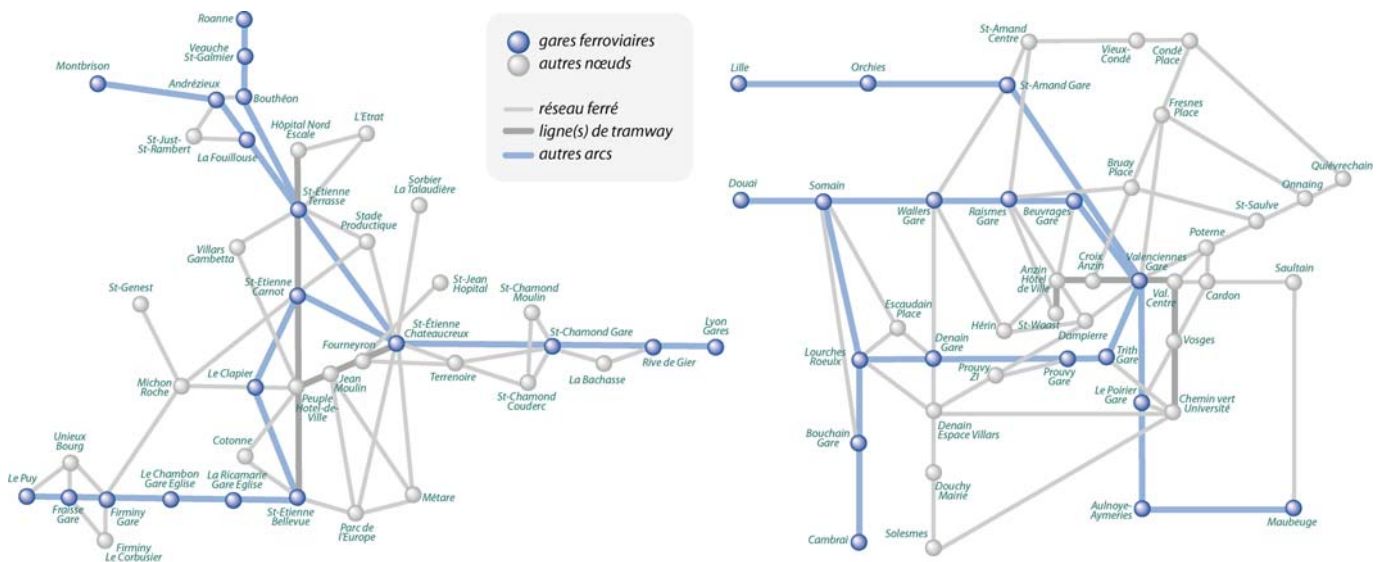 Roanne
Veauche
St-Galmier
Montbrison
Andrézieux
Bouthéon
St-Just-
St-Rambert
La Fouillouse
Hôpital Nord
Escale
L'Etrat
St-Etienne
Terrasse
Sorbier
La Talaudière
Stade
Productique
Villars
Gambetta
St-Genest
St-Etienne
Carnot
St-Jean
Hopital
St-Chamond
Moulin
St-Étienne
Châteaucreux
St-Chamond Gare
Lyon
Gares
Fourneyron
Le Clapier
Jean
Moulin
Terrenoire
La Bachasse
Rive de Gier
Michon
Roche
Peuple
Hotel-de-
Ville
St-Chamond
Couderc
Unieux
Bourg
Cotonne
Le Puy
Le Chambon
Gare Eglise
La Ricamarie
Gare Eglise
Fraisse
Gare
Firminy
Gare
St-Etienne
Bellevue
Métare
Parc de
l'Europe
Firminy
Le Corbusier
gares ferroviaires
autres nœuds
réseau ferré
ligne(s) de tramway
autres arcs
St-Amand
Centre
Vieux-
Condé
Condé
Place
Lille
Orchies
St-Amand Gare
Fresnes
Place
Bruay
Place
Quiévrechain
Onnaing
Douai
Somain
Wallers
Gare
Raismes
Gare
Beuvrages
Gare
St-Saulve
Poterne
Anzin
Hôtel
de Ville
Croix
Anzin
Valenciennes
Gare
Val.
Centre
Cardon
Saultain
Escaudain
Place
Hérin
St-Waast
Dampierre
Vosges
Lourches
Roeulx
Denain
Gare
Prouvy
ZI
Prouvy
Gare
Trith
Gare
Le Poirier
Gare
Chemin vert
Université
Bouchain
Gare
Denain
Espace Villars
Douchy
Mairie
Cambrai
Solesmes
Aulnoye-
Aymeries
Maubeuge